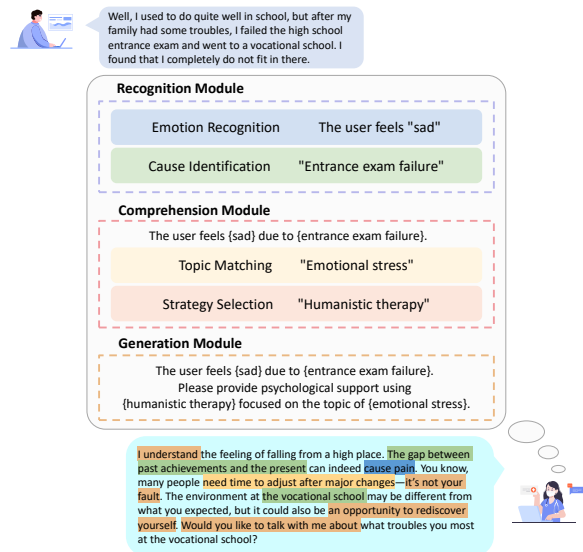 Well, I used to do quite well in school, but after my
family had some troubles, I failed the high school
entrance exam and went to a vocational school. I
found that I completely do not fit in there.
Recognition Module
Emotion Recognition The user feels "sad"
Cause Identification "Entrance exam failure"
Comprehension Module
The user feels {sad} due to {entrance exam failure}.
Topic Matching "Emotional stress"
Strategy Selection "Humanistic therapy"
Generation Module
The user feels {sad} due to {entrance exam failure}.
Please provide psychological support using
{humanistic therapy} focused on the topic of {emotional stress}.
I understand the feeling of falling from a high place. The gap between
past achievements and the present can indeed cause pain. You know,
many people need time to adjust after major changes—it's not your
fault. The environment at the vocational school may be different from
what you expected, but it could also be an opportunity to rediscover
yourself. Would you like to talk with me about what troubles you most
at the vocational school?